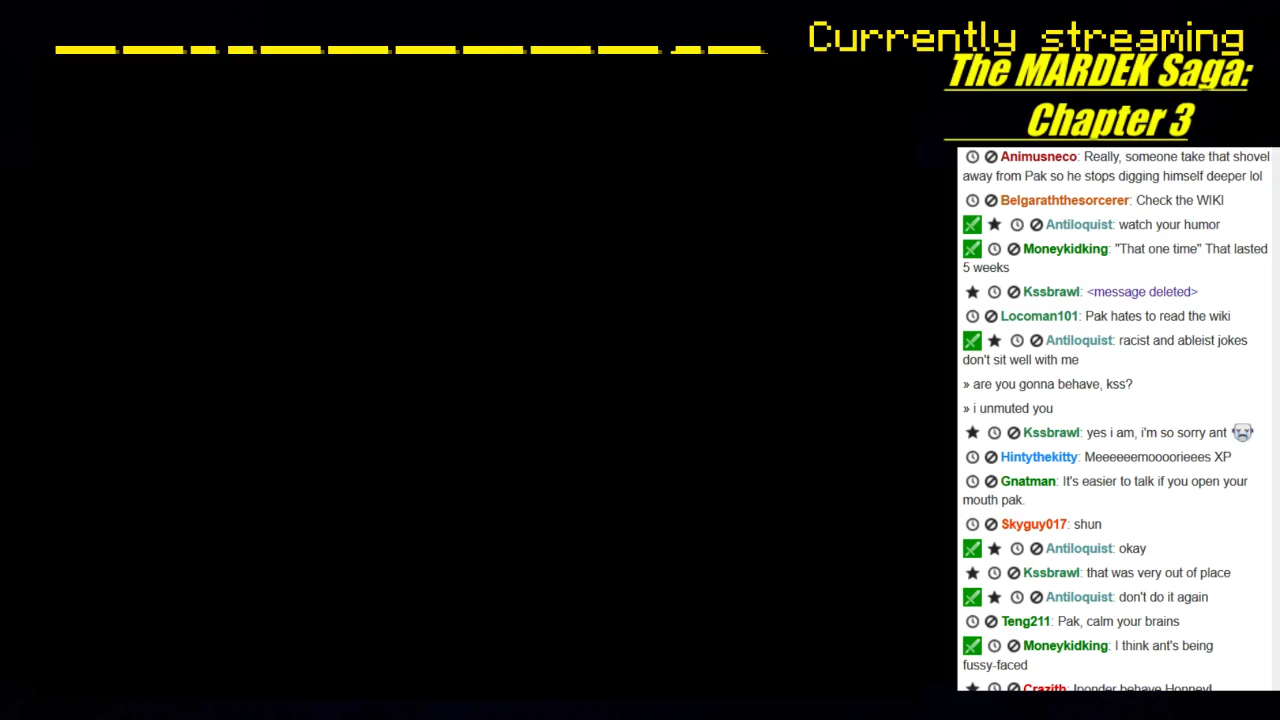 Currently streaming
The MARDEK Saga:
Chapter 3
Animusneco: Really, someone take that shovel
away from Pak so he stops digging himself deeper lol
Belgaraththesorcerer: Check the WIKI
Antiloquist: watch your humor
Moneykidking: "That one time" That lasted
5 weeks
Kssbrawl: <message deleted>
Locoman101: Pak hates to read the wiki
Antiloquist: racist and ableist jokes
don't sit well with me
» are you gonna behave, kss?
» i unmuted you
Kssbrawl: yes i am, i'm so sorry ant
Hintythekitty: Meeeeeemoooorieees XP
Gnatman: It's easier to talk if you open your
mouth pak.
Skyguy017: shun
Antiloquist: okay
Kssbrawl: that was very out of place
Antiloquist: don't do it again
Teng211: Pak, calm your brains
Moneykidking: I think ant's being
fussy-faced
Crazith: behave